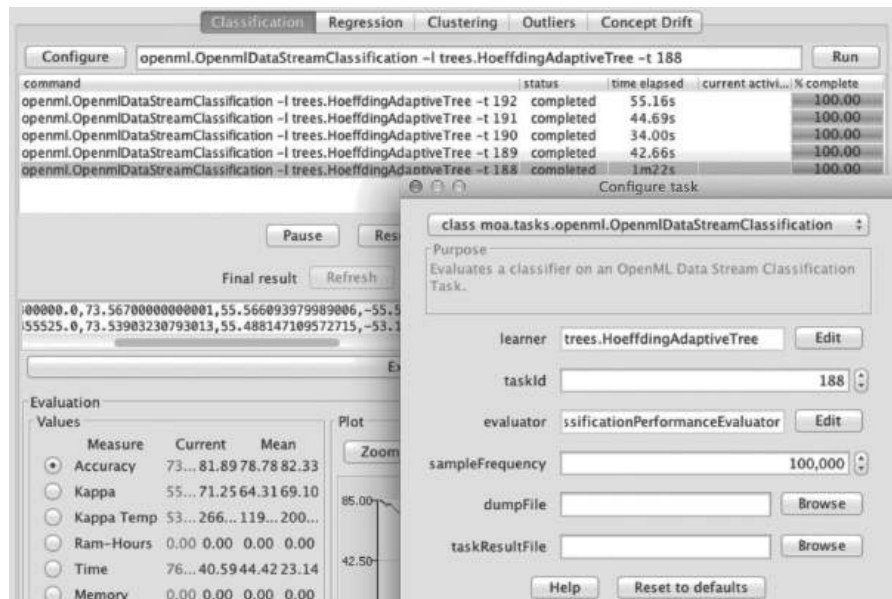 Classification Regression Clustering Outliers Concept Drift
Configure openml.OpenmlDataStreamClassification -l trees.HoeffdingAdaptiveTree -t 188 Run
command status time elapsed current activi... % complete
openml.OpenmlDataStreamClassification -l trees.HoeffdingAdaptiveTree -t 192 completed 55.16s 100.00
openml.OpenmlDataStreamClassification -l trees.HoeffdingAdaptiveTree -t 191 completed 44.69s 100.00
openml.OpenmlDataStreamClassification -l trees.HoeffdingAdaptiveTree -t 190 completed 34.00s 100.00
openml.OpenmlDataStreamClassification -l trees.HoeffdingAdaptiveTree -t 189 completed 42.66s 100.00
openml.OpenmlDataStreamClassification -l trees.HoeffdingAdaptiveTree -t 188 completed 1m22s 100.00
Pause Res
Final result Refresh
00000.0,73.56700000000001,55.566093979989006,-55.5
55525.0,73.53903230793013,55.488147109572715,-53.1
Ex
Evaluation
Values
Measure Current Mean
Accuracy 73... 81.89 78.78 82.33
Kappa 55... 71.25 64.31 69.10
Kappa Temp 53... 266... 119... 200...
Ram-Hours 0.00 0.00 0.00 0.00
Time 76... 40.59 44.42 23.14
Memory 0.00 0.00 0.00 0.00
Plot
Zoom
85.00
42.50
Configure task
class moa.tasks.openml.OpenmlDataStreamClassification
Purpose
Evaluates a classifier on an OpenML Data Stream Classification
Task.
learner trees.HoeffdingAdaptiveTree Edit
taskId 188
evaluator ssificationPerformanceEvaluator Edit
sampleFrequency 100,000
dumpFile Browse
taskResultFile Browse
Help Reset to defaults